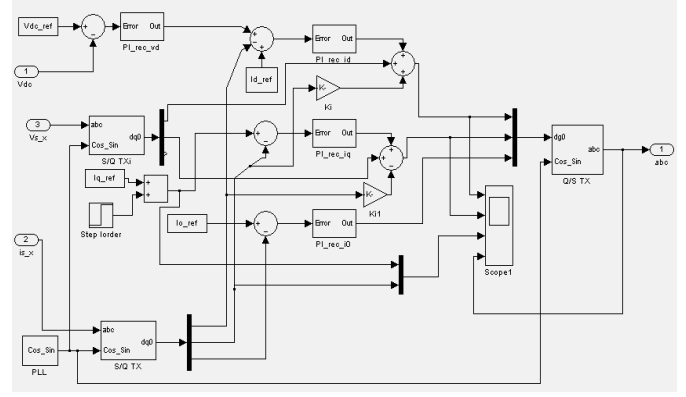 Vdc_ref
Error Out
PI_rec_vd
1
Vdc
Id_ref
Error Out
PI_rec_id
K-
Ki
3
Vs_x
abc
Cos_Sin
dq0
S/Q TXi
Error Out
PI_rec_iq
Iq_ref
Step Iorder
K-
Ki1
Io_ref
Error Out
PI_rec_i0
dg0
Cos_Sin
abc
Q/S TX
1
abc
Scope1
2
is_x
abc
Cos_Sin
dq0
S/Q TX
Cos_Sin
PLL